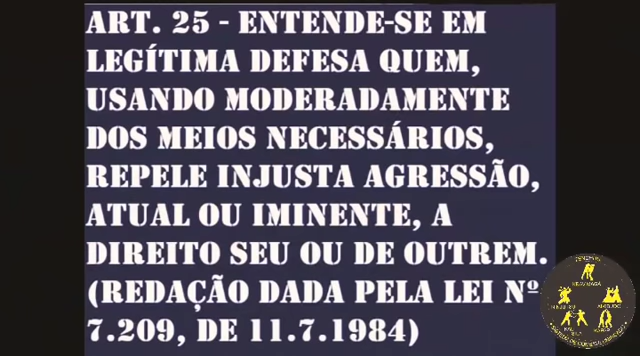 ART. 25 - ENTENDE-SE EM
LEGÍTIMA DEFESA QUEM,
USANDO MODERADAMENTE
DOS MEIOS NECESSÁRIOS,
REPELE INJUSTA AGRESSÃO,
ATUAL OU IMINENTE, A
DIREITO SEU OU DE OUTREM.
(REDAÇÃO DADA PELA LEI Nº
7.209, DE 11.7.1984)